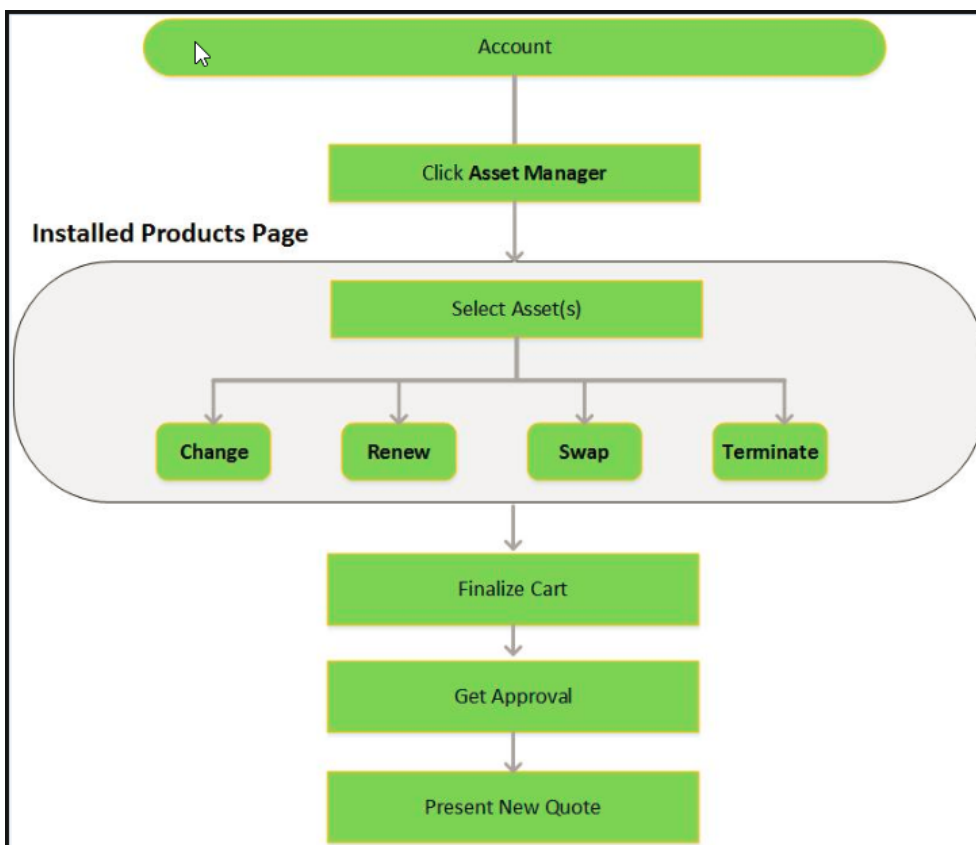 Account
Click Asset Manager
Installed Products Page
Select Asset(s)
Change
Renew
Swap
Terminate
Finalize Cart
Get Approval
Present New Quote